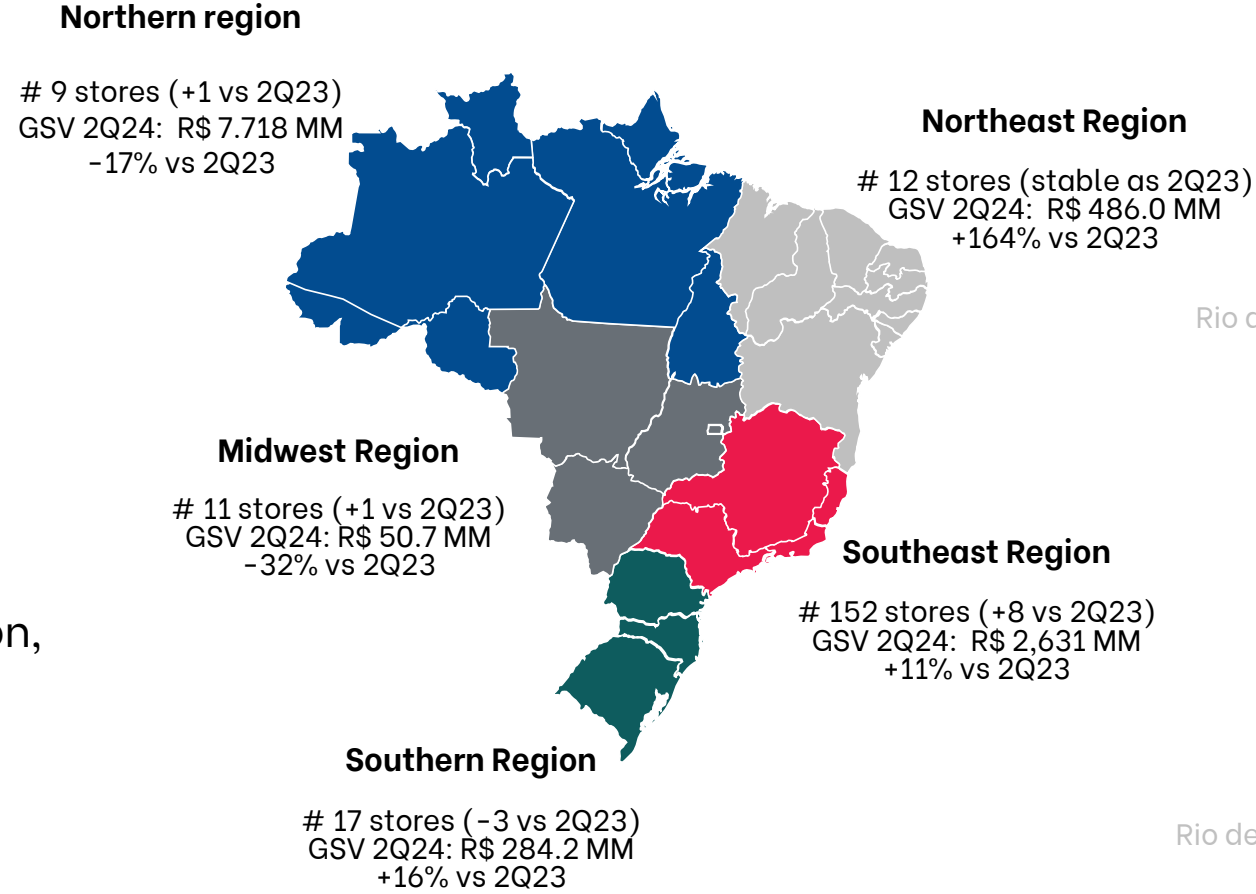 Northern region
# 9 stores (+1 vs 2Q23)
GSV 2Q24: R$ 7.718 MM
-17% vs 2Q23
Northeast Region
# 12 stores (stable as 2Q23)
GSV 2Q24: R$ 486.0 MM
+164% vs 2Q23
Rio
Midwest Region
# 11 stores (+1 vs 2Q23)
GSV 2Q24: R$ 50.7 MM
-32% vs 2Q23
Southeast Region
# 152 stores (+8 vs 2Q23)
GSV 2Q24: R$ 2,631 MM
+11% vs 2Q23
Southern Region
# 17 stores (-3 vs 2Q23)
GSV 2Q24: R$ 284.2 MM
+16% vs 2Q23
Rio de